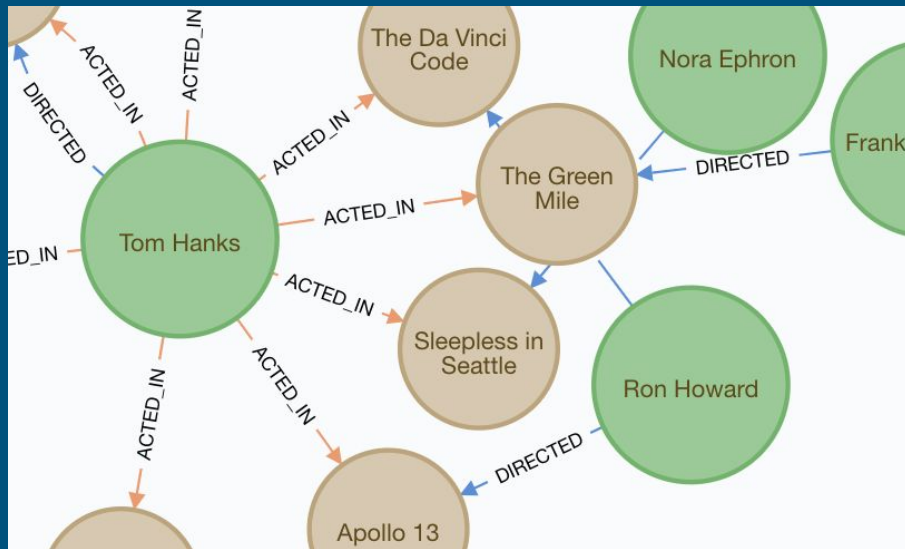 ACTED_IN
ACTED_IN
DIRECTED
The Da Vinci
Code
Nora Ephron
ACTED_IN
Frank
DIRECTED
The Green
Mile
ACTED_IN
Tom Hanks
ED_IN
ACTED_IN
Sleepless in
Seattle
Ron Howard
ACTED_IN
ACTED_IN
DIRECTED
Apollo 13